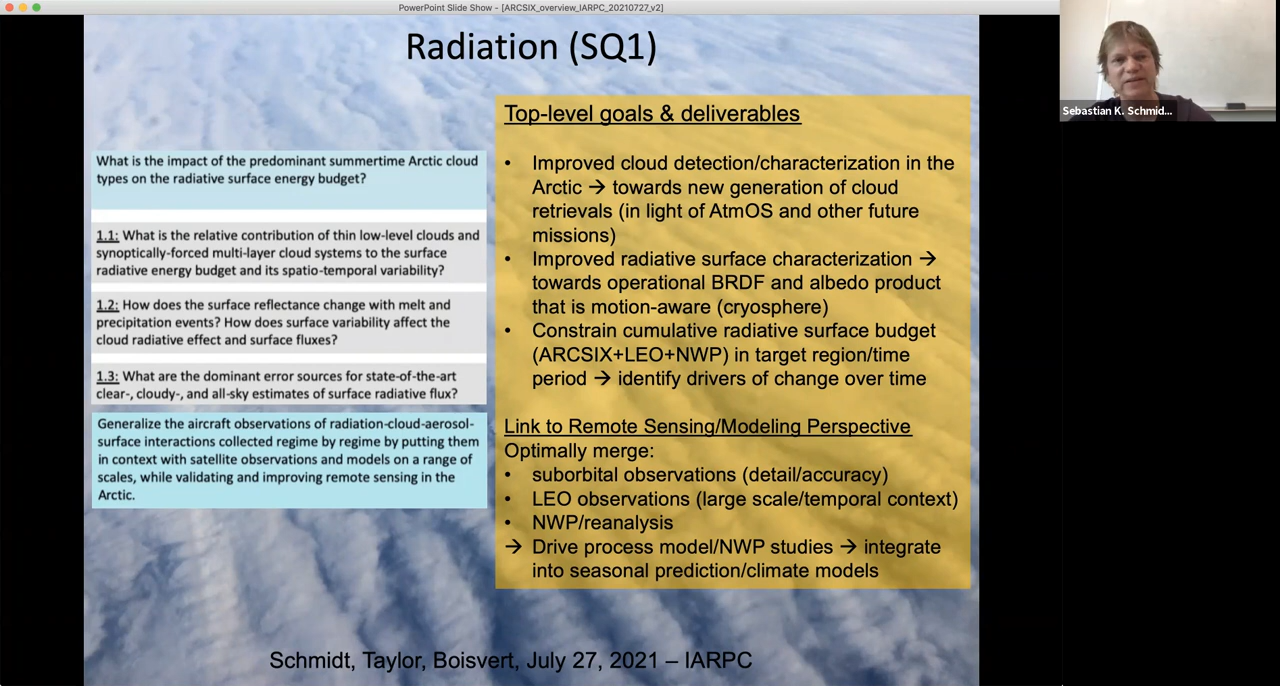 PowerPoint Slide Show - [ARCSIX_overview_IARPC_20210727_v2]
Radiation (SQ1)
What is the impact of the predominant summertime Arctic cloud
types on the radiative surface energy budget?
1.1: What is the relative contribution of thin low-level clouds and
synoptically-forced multi-layer cloud systems to the surface
radiative energy budget and its spatio-temporal variability?
1.2: How does the surface reflectance change with melt and
precipitation events? How does surface variability affect the
cloud radiative effect and surface fluxes?
1.3: What are the dominant error sources for state-of-the-art
clear-, cloudy-, and all-sky estimates of surface radiative flux?
Generalize the aircraft observations of radiation-cloud-aerosol-
surface interactions collected regime by regime by putting them
in context with satellite observations and models on a range of
scales, while validating and improving remote sensing in the
Arctic.
Top-level goals & deliverables
• Improved cloud detection/characterization in the
Arctic → towards new generation of cloud
retrievals (in light of AtmOS and other future
missions)
• Improved radiative surface characterization →
towards operational BRDF and albedo product
that is motion-aware (cryosphere)
• Constrain cumulative radiative surface budget
(ARCSIX+LEO+NWP) in target region/time
period → identify drivers of change over time
Link to Remote Sensing/Modeling Perspective
Optimally merge:
• suborbital observations (detail/accuracy)
• LEO observations (large scale/temporal context)
• NWP/reanalysis
→ Drive process model/NWP studies → integrate
into seasonal prediction/climate models
Schmidt, Taylor, Boisvert, July 27, 2021 – IARPC
Sebastian K. Schmid...